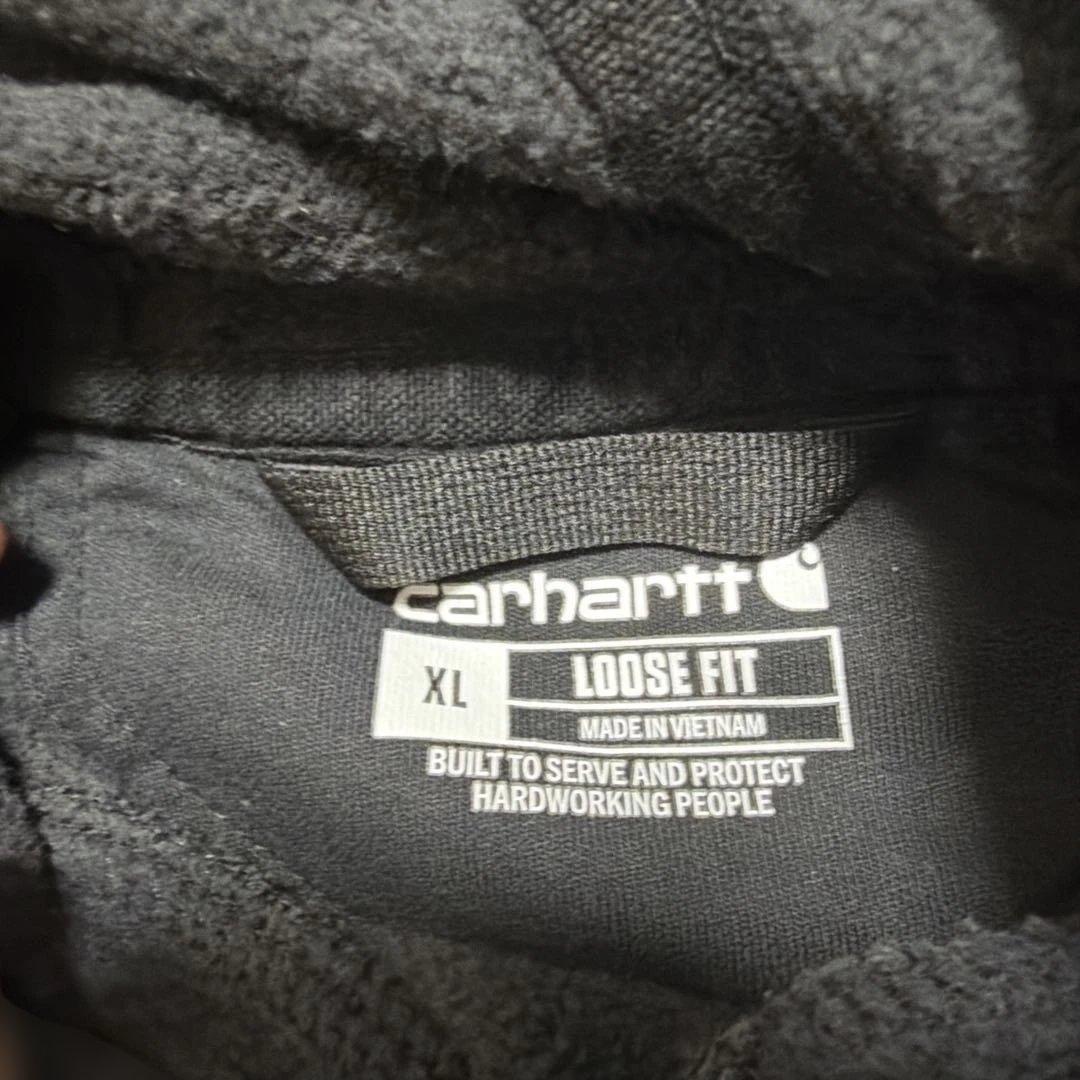 carhartt
XL
LOOSE FIT
MADE IN VIETNAM
BUILT TO SERVE AND PROTECT
HARDWORKING PEOPLE